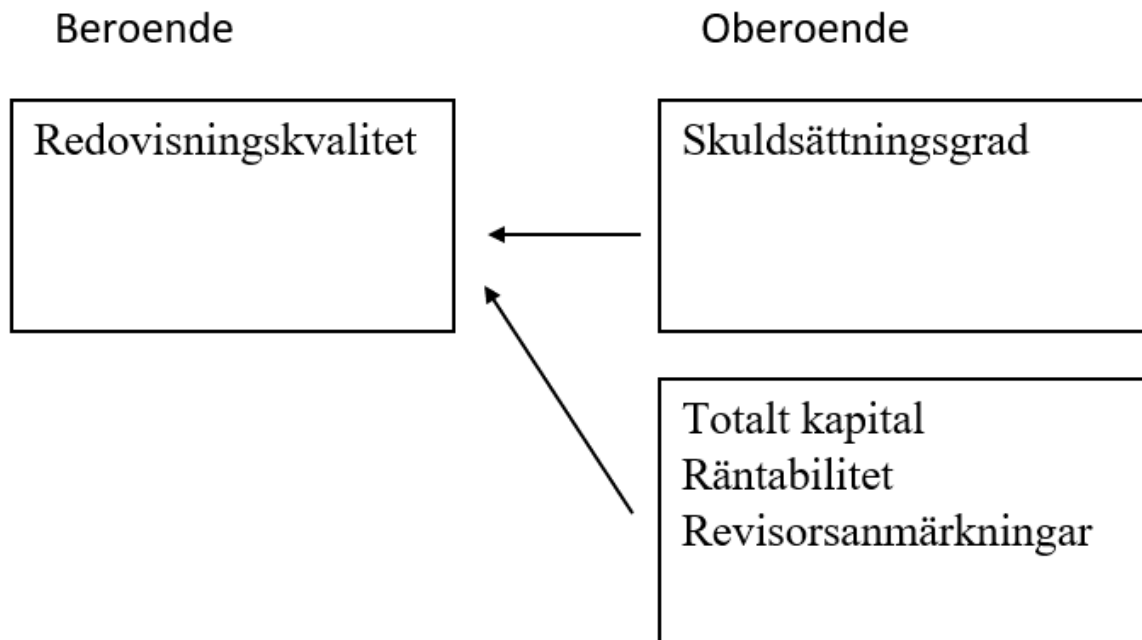 Beroende
Oberoende
Redovisningskvalitet
Skuldsättningsgrad
Totalt kapital
Räntabilitet
Revisorsanmärkningar